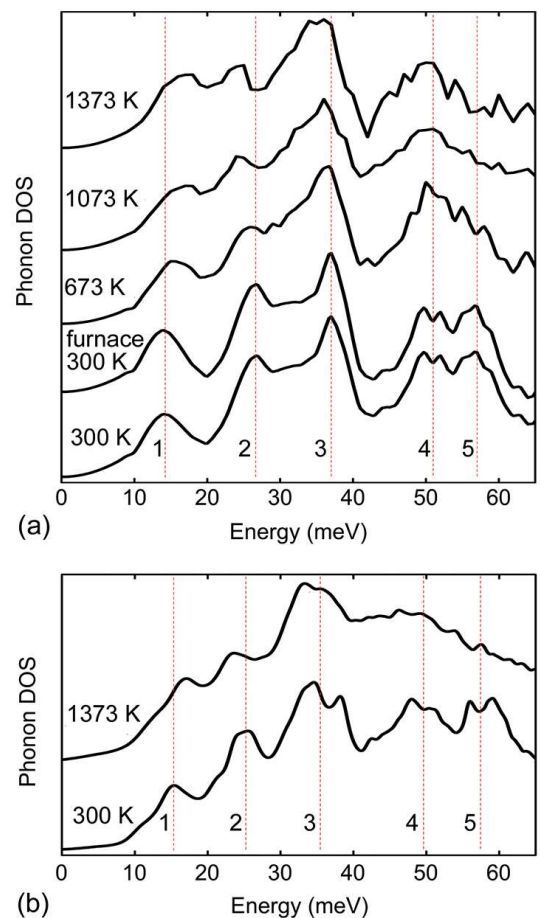 1373 K
1073 K
673 K
furnace
300 K
300 K
1 2 3 4 5
Phonon DOS
0 10 20 30 40 50 60
Energy (meV)
(a)
1373 K
300 K
1 2 3 4 5
Phonon DOS
0 10 20 30 40 50 60
Energy (meV)
(b)